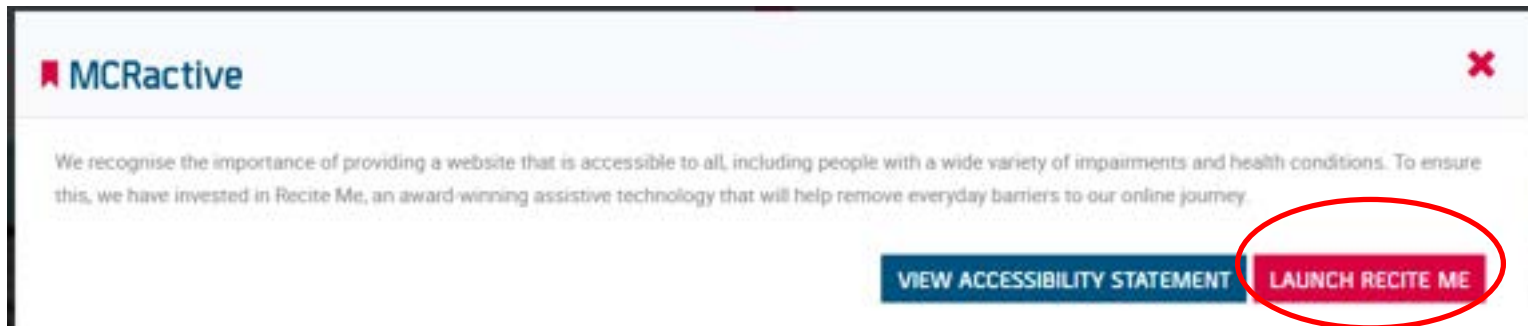 MCRactive
We recognise the importance of providing a website that is accessible to all, including people with a wide variety of impairments and health conditions. To ensure
this, we have invested in Recite Me, an award-winning assistive technology that will help remove everyday barriers to our online journey.
VIEW ACCESSIBILITY STATEMENT LAUNCH RECITE ME